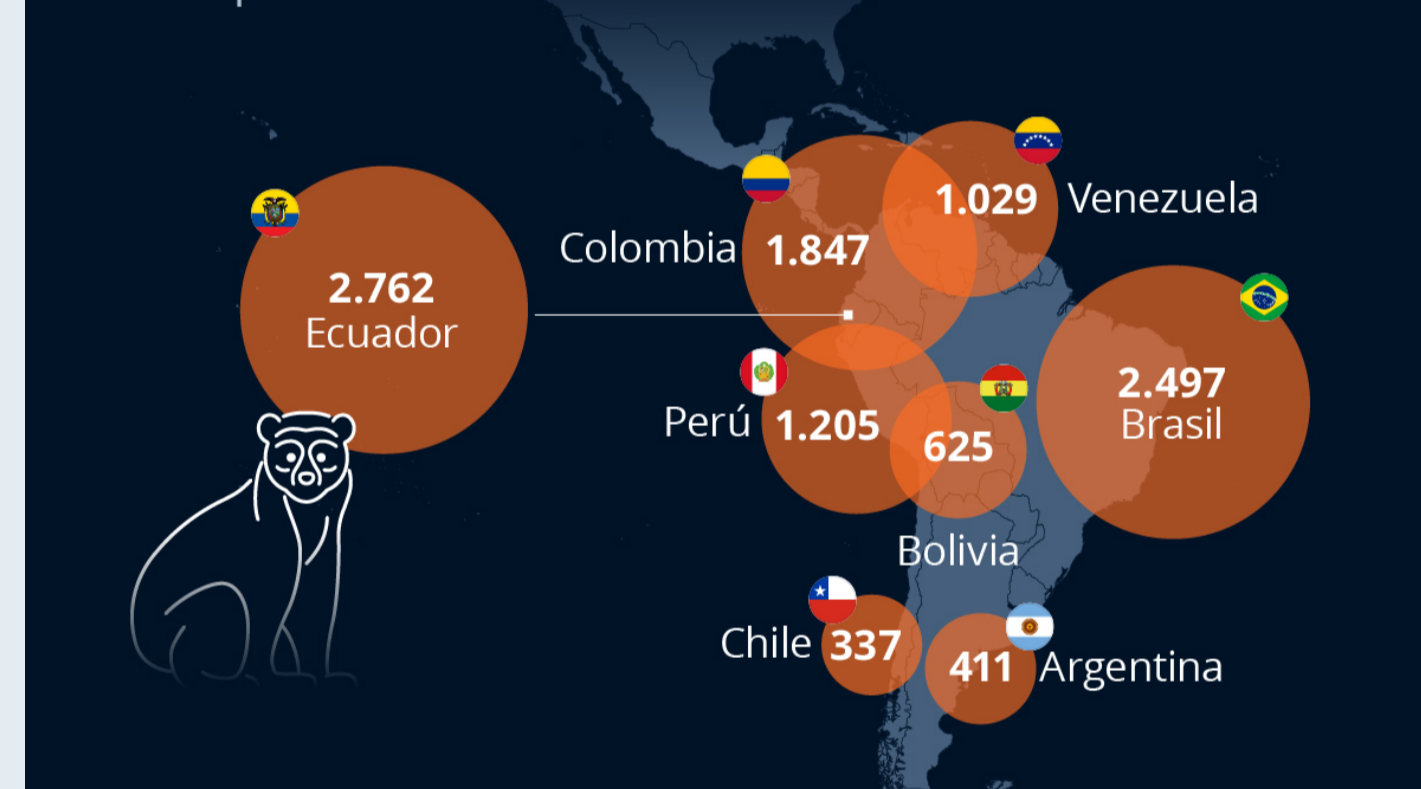 1.029 Venezuela
Colombia 1.847
2.762
Ecuador
2.497
Brasil
Perú 1.205
625
Bolivia
Chile 337
411 Argentina